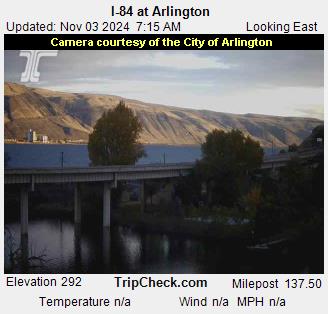 I-84 at Arlington
Updated: Nov 03 2024 7:15 AM Looking East
Camera courtesy of the City of Arlington
Elevation 292 TripCheck.com Milepost 137.50
Temperature n/a Wind n/a MPH n/a